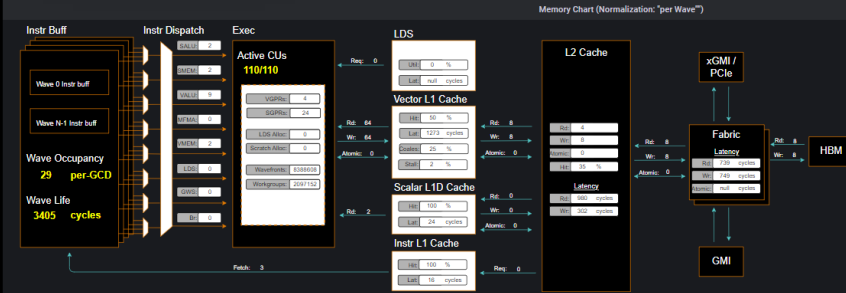 Memory Chart (Normalization: "per Wave"")
Instr Buff
Instr Dispatch
Exec
LDS
Wave 0 Instr buff
Wave N-1 Instr buff
Wave Occupancy
29 per-GCD
Wave Life
3405 cycles
SALU: 2
SMEM: 2
VALU: 9
MFMA: 0
VMEM: 2
LDS: 0
GWS: 0
Br: 0
Active CUs
110/110
VGPRs: 4
SGPRs: 24
LDS Alloc: 0
Scratch Alloc: 0
Wavefronts: 8388608
Workgroups: 2097152
Req: 0
Rd: 64
Wr: 64
Atomic: 0
Rd: 2
Fetch: 3
Util: 0 %
Lat: null cycles
Vector L1 Cache
Hit: 50 %
Lat: 1273 cycles
Coales: 25 %
Stall: 2 %
Scalar L1D Cache
Hit: 100 %
Lat: 24 cycles
Instr L1 Cache
Hit: 100 %
Lat: 16 cycles
Rd: 8
Wr: 8
Atomic: 0
Rd: 0
Wr: 0
Atomic: 0
Req: 0
L2 Cache
Rd: 4
Wr: 8
Atomic: 0
Hit: 35 %
Latency
Rd: 980 cycles
Wr: 302 cycles
Rd: 8
Wr: 8
Atomic: 0
xGMI /
PCIe
Fabric
Latency
Rd: 739 cycles
Wr: 749 cycles
Atomic: null cycles
GMI
Rd: 8
Wr: 8
HBM